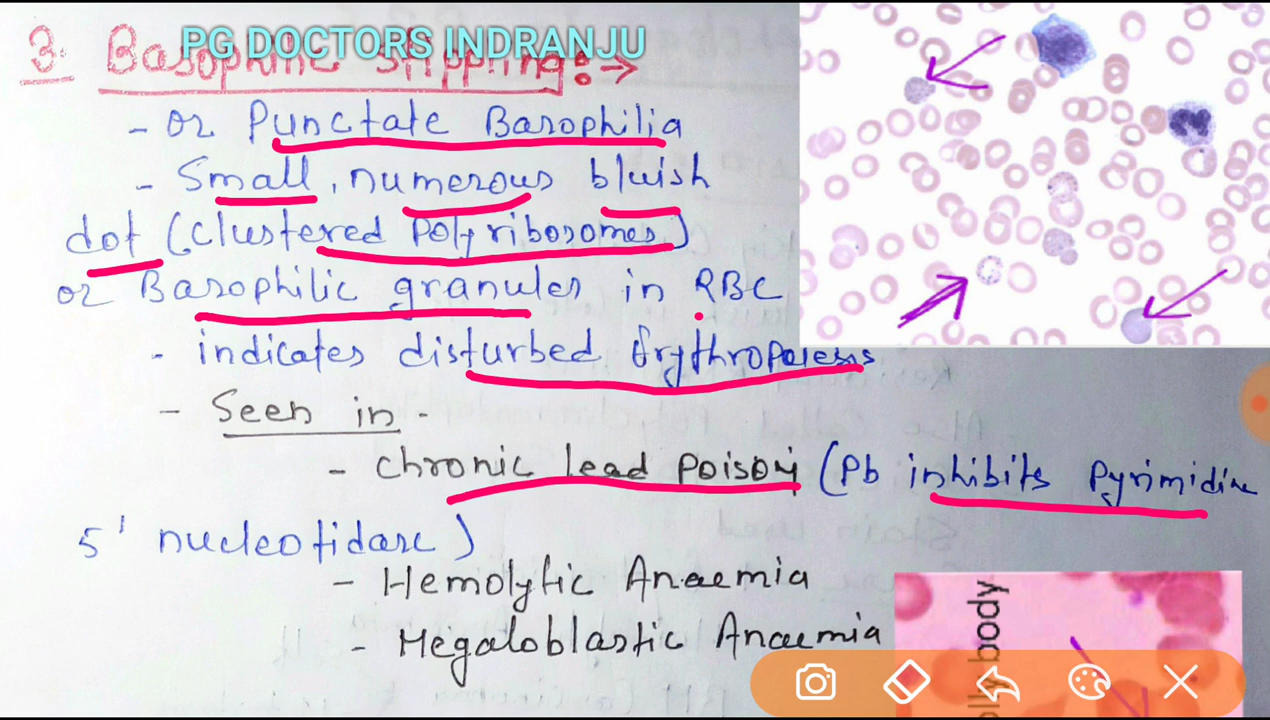 3. Basophilic Stippling:→
PG DOCTORS INDRANJU
- or Punctate Basophilia
- Small, numerous bluish
dot (clustered polyribosomes)
or Basophilic granules in RBC
- indicates disturbed Erythropoiesis
- Seen in -
- Chronic lead poison (Pb inhibits Pyrimidine
5' nucleotidase)
- Hemolytic Anaemia
- Megaloblastic Anaemia
lly body